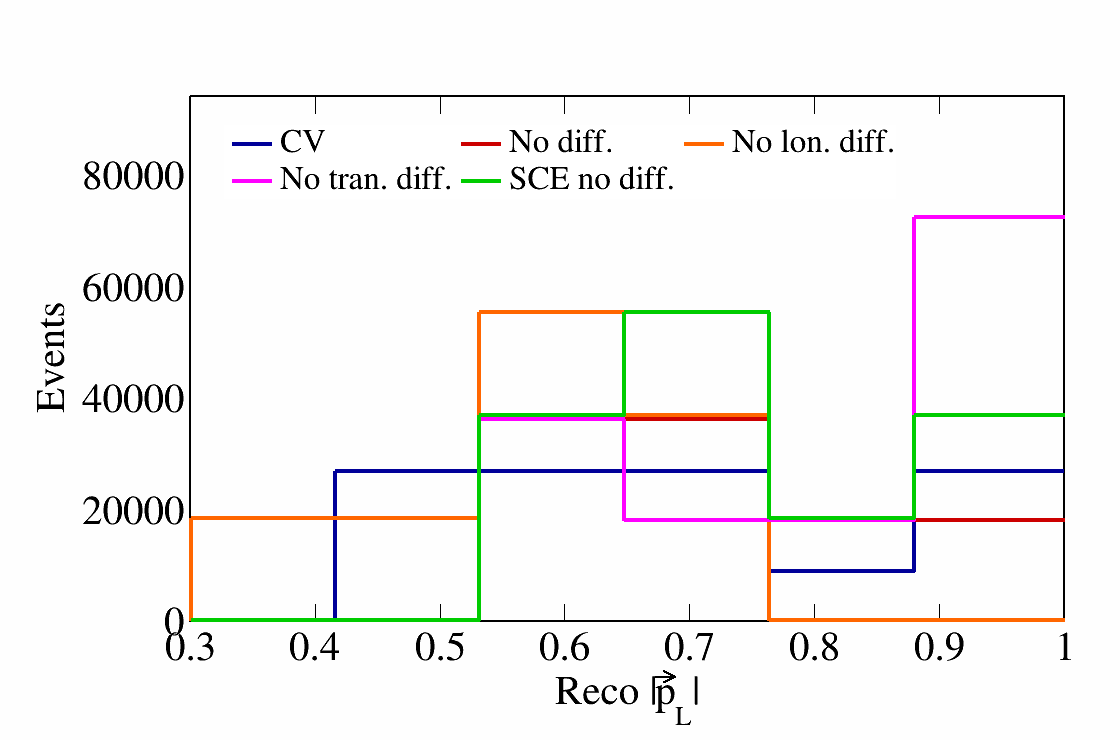 CV No diff. No lon. diff.
No tran. diff. SCE no diff.
80000
60000
40000
20000
0
Events
0.3 0.4 0.5 0.6 0.7 0.8 0.9 1
Reco |p⃗_L|